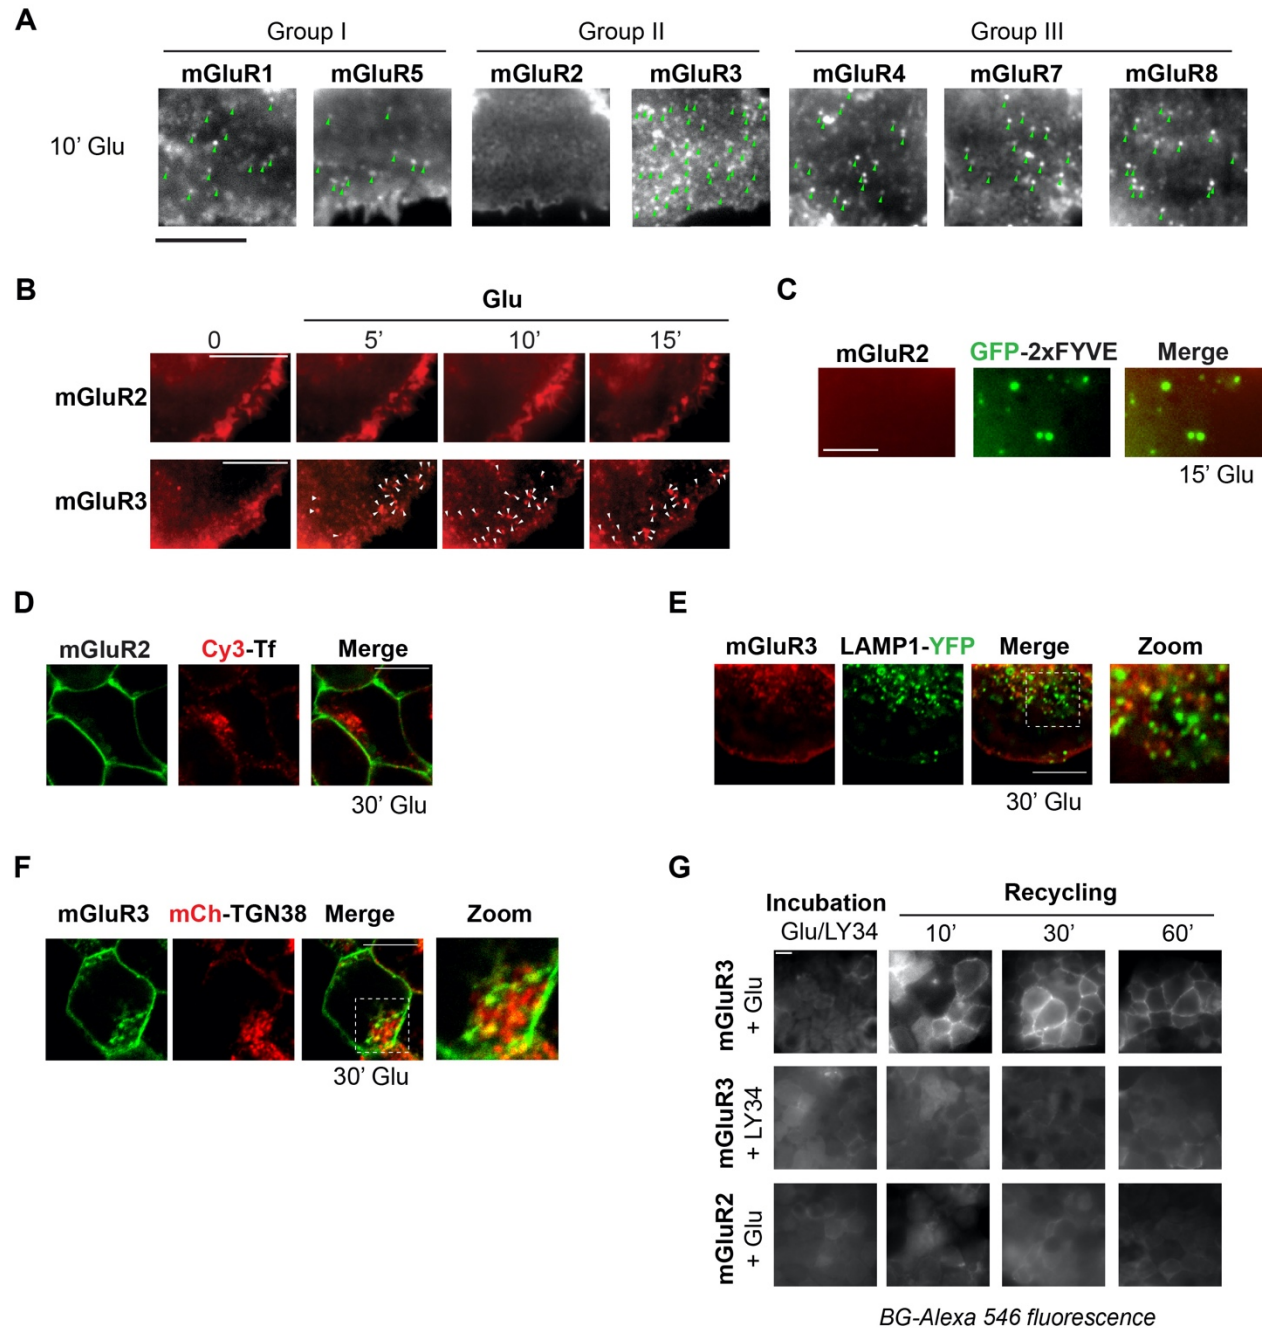 A
Group I Group II Group III
mGluR1 mGluR5 mGluR2 mGluR3 mGluR4 mGluR7 mGluR8
10’ Glu
B
Glu
0 5’ 10’ 15’
mGluR2
mGluR3
C
mGluR2 GFP-2xFYVE Merge
15’ Glu
D
mGluR2 Cy3-Tf Merge
30’ Glu
E
mGluR3 LAMP1-YFP Merge Zoom
30’ Glu
F
mGluR3 mCh-TGN38 Merge Zoom
30’ Glu
G
Incubation Recycling
Glu/LY34 10’ 30’ 60’
mGluR3
+ Glu
mGluR3
+ LY34
mGluR2
+ Glu
BG-Alexa 546 fluorescence